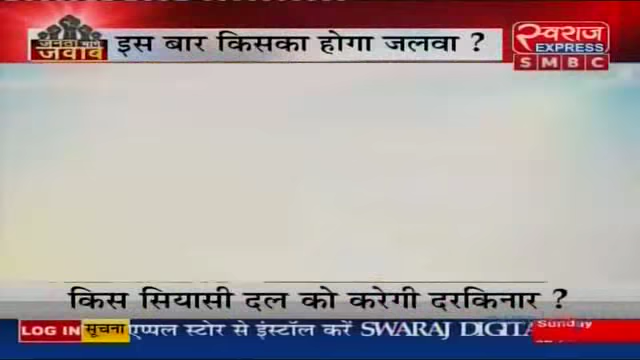 जनता मांगे
जवाब
इस बार किसका होगा जलवा ?
स्वराज
EXPRESS
SMBC
किस सियासी दल को करेगी दरकिनार ?
LOG IN सूचना एप्पल स्टोर से इंस्टॉल करें SWARAJ DIGITA
Sunday